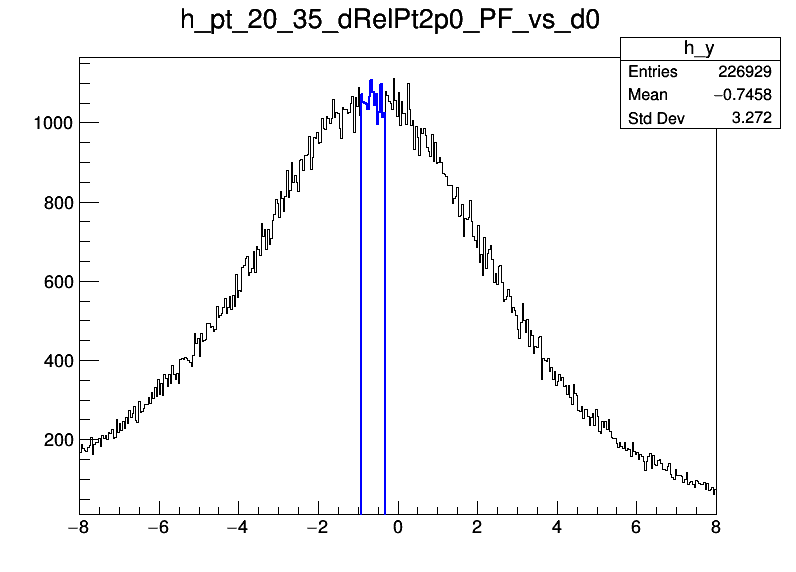 h_pt_20_35_dRelPt2p0_PF_vs_d0
h_y
Entries 226929
Mean −0.7458
Std Dev 3.272
1000
800
600
400
200
−8 −6 −4 −2 0 2 4 6 8